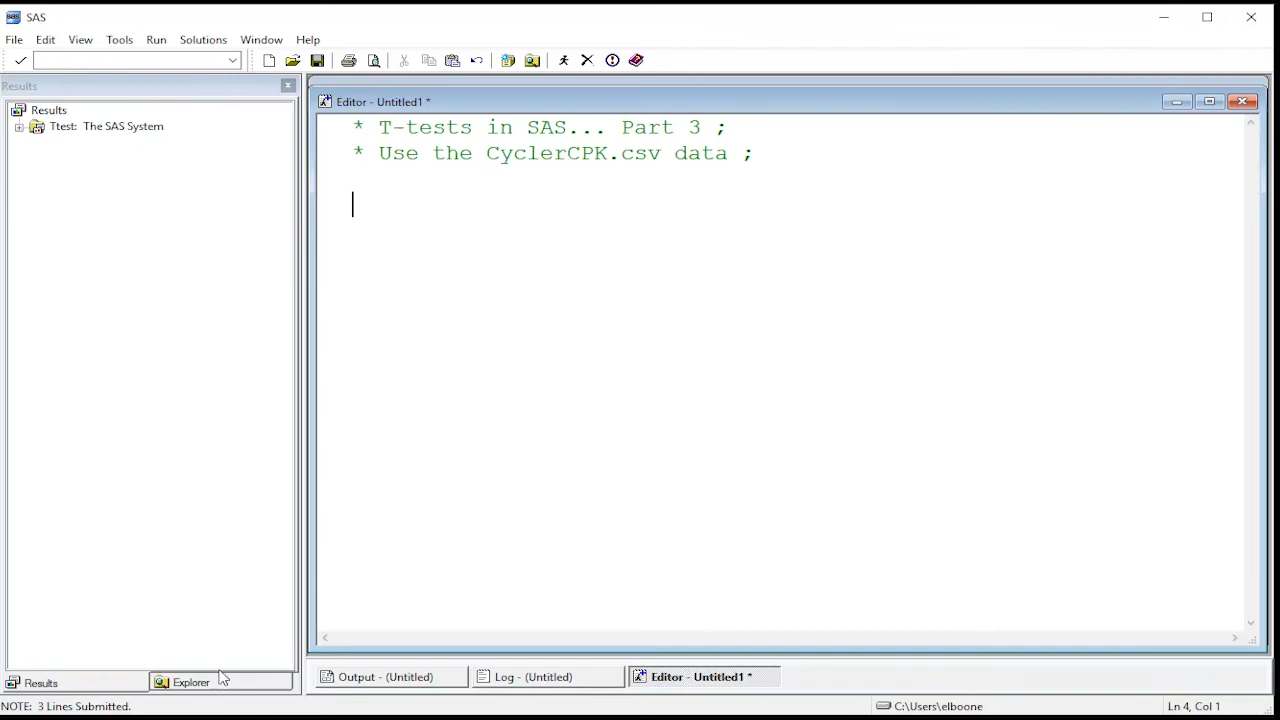 SAS
File Edit View Tools Run Solutions Window Help
Results
Editor - Untitled1 *
Results
Ttest: The SAS System
* T-tests in SAS... Part 3 ;
* Use the CyclerCPK.csv data ;
Results
Explorer
Output - (Untitled)
Log - (Untitled)
Editor - Untitled1 *
NOTE: 3 Lines Submitted.
C:\Users\elboone
Ln 4, Col 1